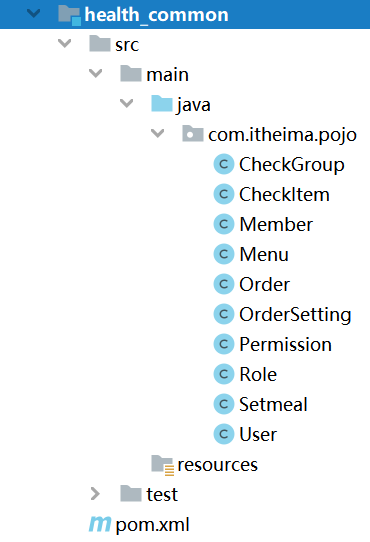 health_common
src
main
java
com.itheima.pojo
CheckGroup
CheckItem
Member
Menu
Order
OrderSetting
Permission
Role
Setmeal
User
resources
test
pom.xml